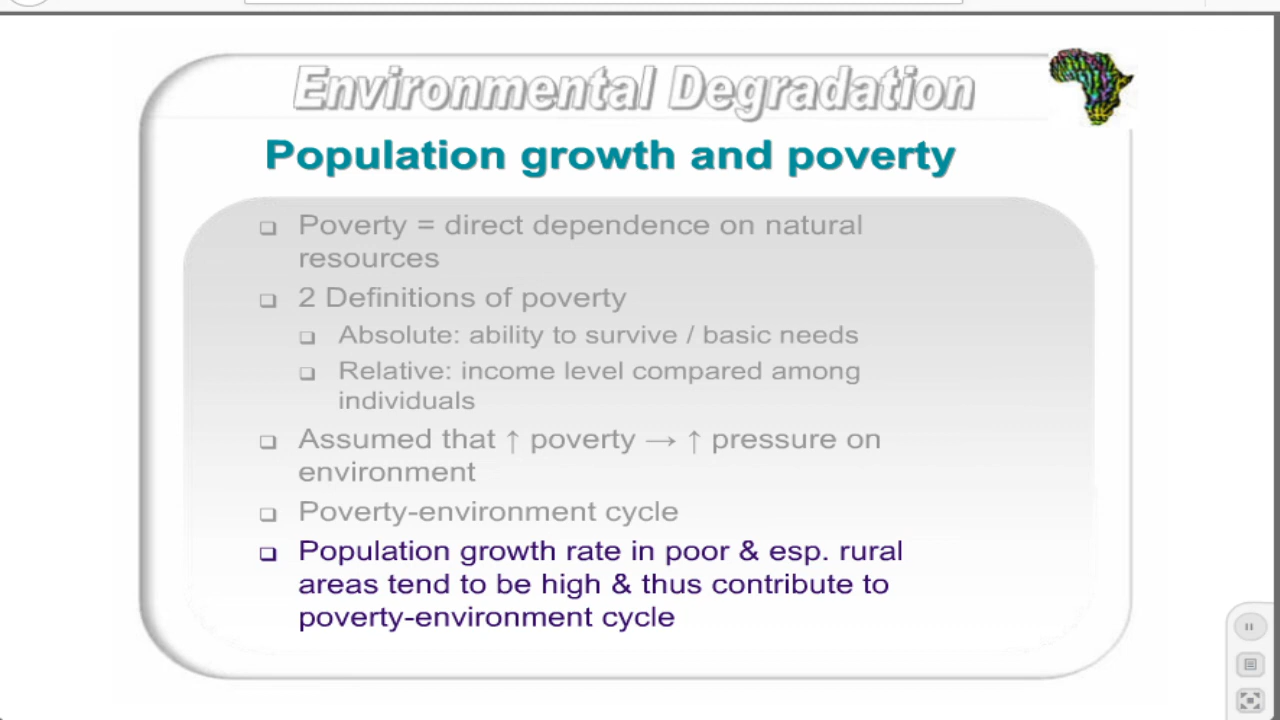 Environmental Degradation
Population growth and poverty
❑ Poverty = direct dependence on natural
resources
❑ 2 Definitions of poverty
❑ Absolute: ability to survive / basic needs
❑ Relative: income level compared among
individuals
❑ Assumed that ↑ poverty → ↑ pressure on
environment
❑ Poverty-environment cycle
❑ Population growth rate in poor & esp. rural
areas tend to be high & thus contribute to
poverty-environment cycle